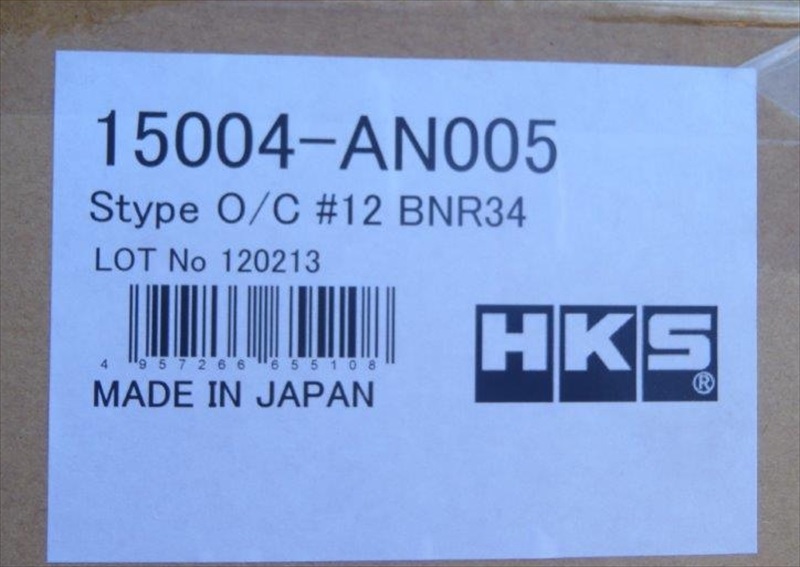 15004-AN005
Stype O/C #12 BNR34
LOT No 120213
4 957266 655108
MADE IN JAPAN
HKS®